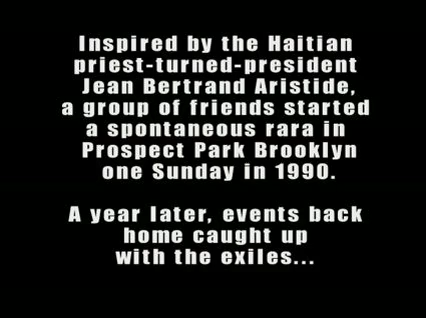 Inspired by the Haitian
priest-turned-president
Jean Bertrand Aristide,
a group of friends started
a spontaneous rara in
Prospect Park Brooklyn
one Sunday in 1990.
A year later, events back
home caught up
with the exiles...